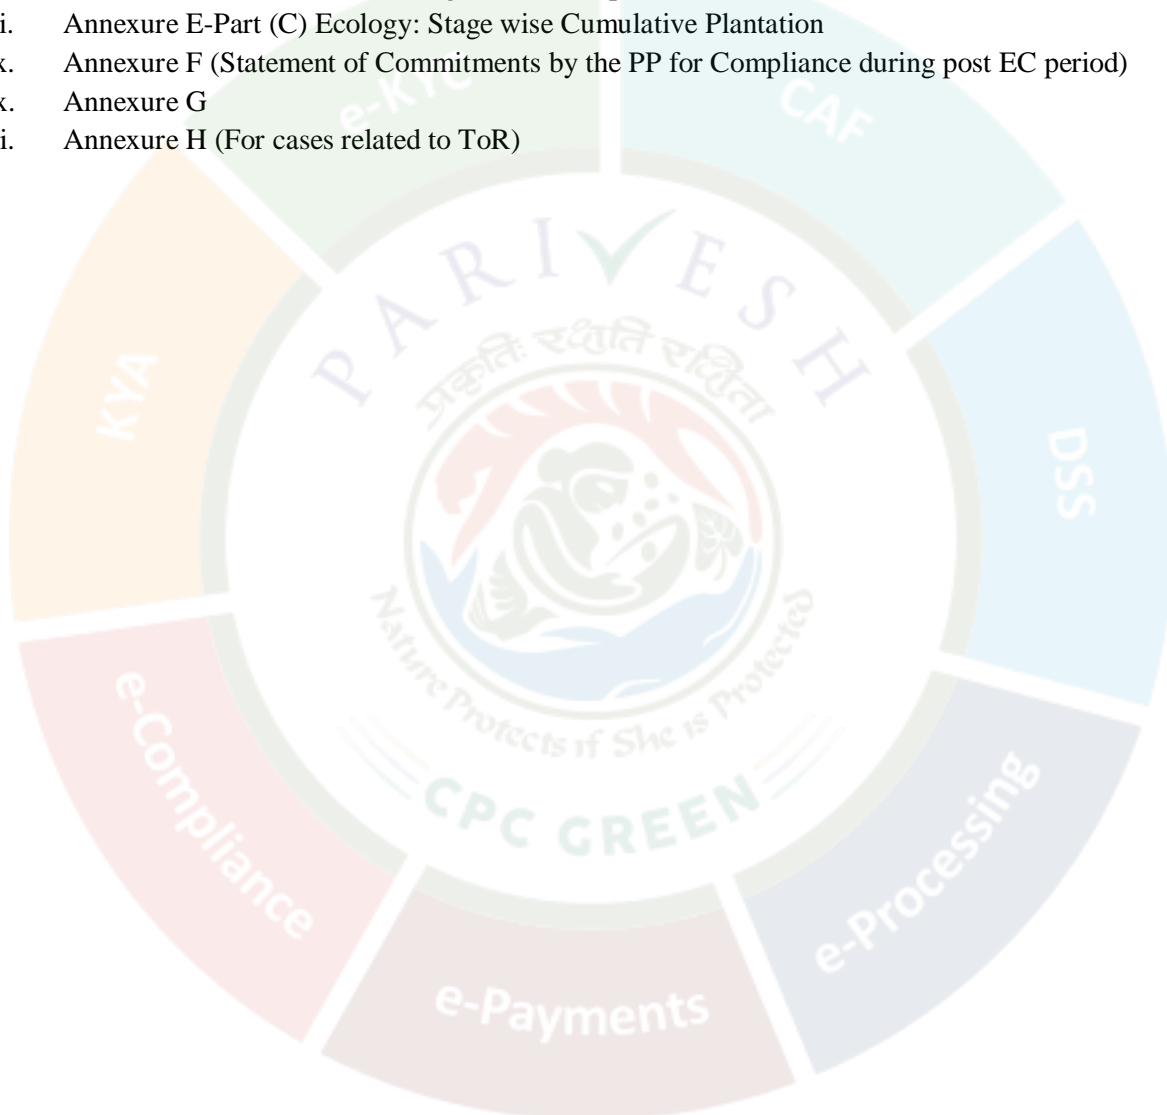 i. Annexure E-Part (C) Ecology: Stage wise Cumulative Plantation
x. Annexure F (Statement of Commitments by the PP for Compliance during post EC period)
x. Annexure G
i. Annexure H (For cases related to ToR)
e-KYC
CAF
KYA
PARIVESH
DSS
प्रकृतिः रक्षति रक्षिता
Nature Protects if She is Protected
CPC GREEN
e-Compliance
e-Processing
e-Payments